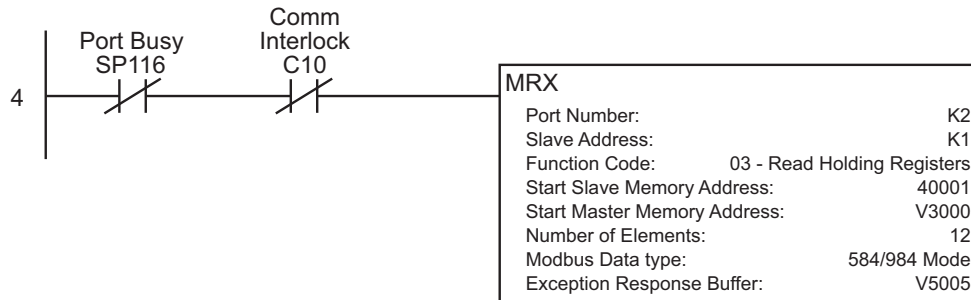 Port Busy
SP116
Comm
Interlock
C10
4
MRX
Port Number: K2
Slave Address: K1
Function Code: 03 - Read Holding Registers
Start Slave Memory Address: 40001
Start Master Memory Address: V3000
Number of Elements: 12
Modbus Data type: 584/984 Mode
Exception Response Buffer: V5005